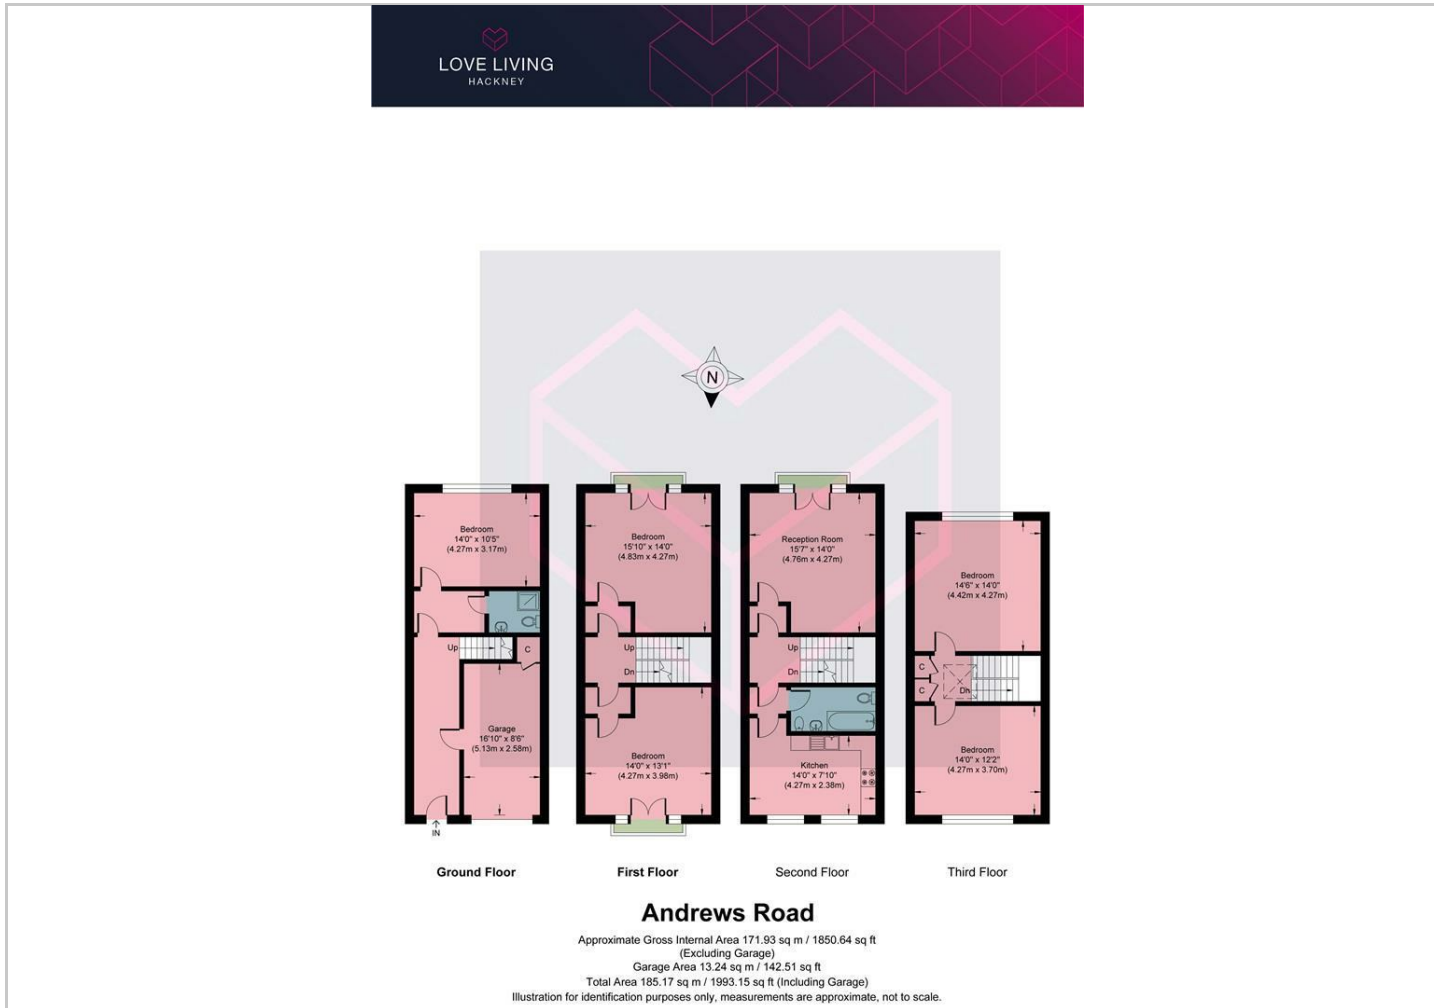 LOVE LIVING
HACKNEY
N
Bedroom
14'0" x 10'5"
(4.27m x 3.17m)
Up
C
Garage
16'10" x 8'6"
(5.13m x 2.58m)
IN
Ground Floor
Bedroom
15'10" x 14'0"
(4.83m x 4.27m)
Up
Dn
Bedroom
14'0" x 13'1"
(4.27m x 3.98m)
First Floor
Reception Room
15'7" x 14'0"
(4.76m x 4.27m)
Up
Dn
Kitchen
14'0" x 7'10"
(4.27m x 2.38m)
Second Floor
Bedroom
14'6" x 14'0"
(4.42m x 4.27m)
C
C
Dn
Bedroom
14'0" x 12'2"
(4.27m x 3.70m)
Third Floor
Andrews Road
Approximate Gross Internal Area 171.93 sq m / 1850.64 sq ft
(Excluding Garage)
Garage Area 13.24 sq m / 142.51 sq ft
Total Area 185.17 sq m / 1993.15 sq ft (Including Garage)
Illustration for identification purposes only, measurements are approximate, not to scale.